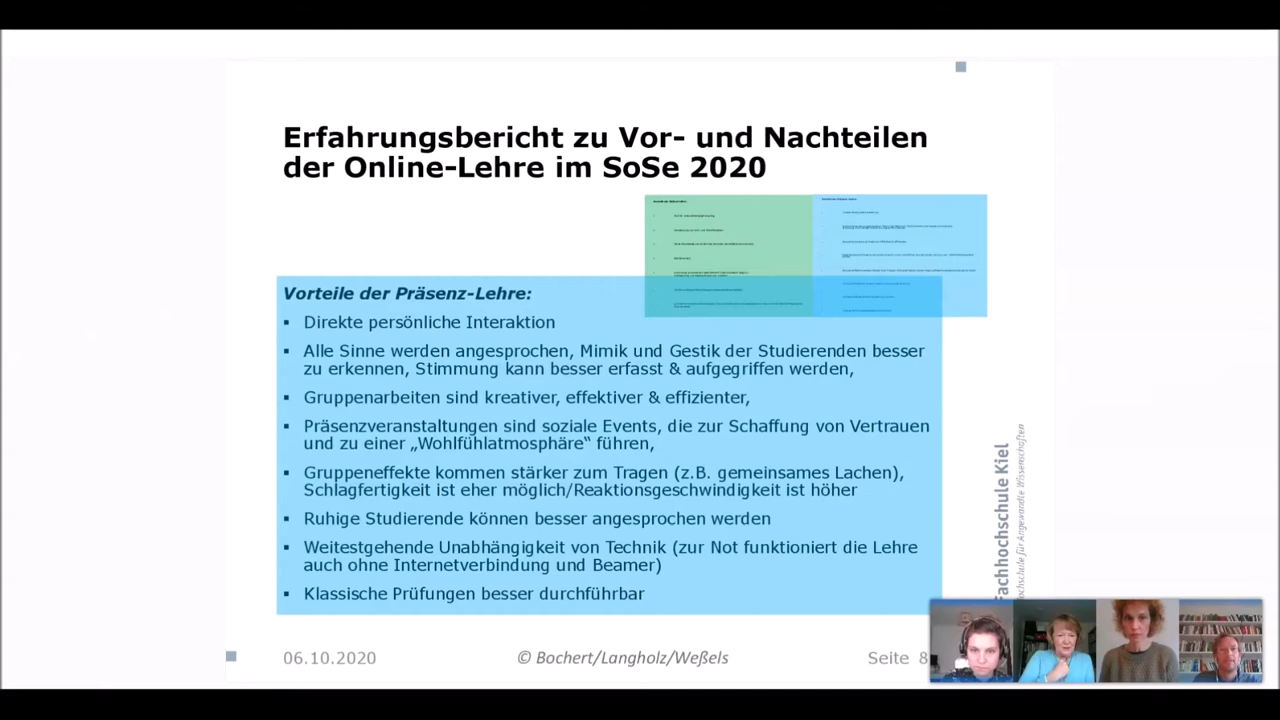 Erfahrungsbericht zu Vor- und Nachteilen
der Online-Lehre im SoSe 2020
Vorteile der Präsenz-Lehre:
▪ Direkte persönliche Interaktion
▪ Alle Sinne werden angesprochen, Mimik und Gestik der Studierenden besser
zu erkennen, Stimmung kann besser erfasst & aufgegriffen werden,
▪ Gruppenarbeiten sind kreativer, effektiver & effizienter,
▪ Präsenzveranstaltungen sind soziale Events, die zur Schaffung von Vertrauen
und zu einer „Wohlfühlatmosphäre“ führen,
▪ Gruppeneffekte kommen stärker zum Tragen (z.B. gemeinsames Lachen),
Schlagfertigkeit ist eher möglich/Reaktionsgeschwindigkeit ist höher
▪ Ruhige Studierende können besser angesprochen werden
▪ Weitestgehende Unabhängigkeit von Technik (zur Not funktioniert die Lehre
auch ohne Internetverbindung und Beamer)
▪ Klassische Prüfungen besser durchführbar
Fachhochschule Kiel
Hochschule für Angewandte Wissenschaften
06.10.2020
© Bochert/Langholz/Weßels
Seite 8